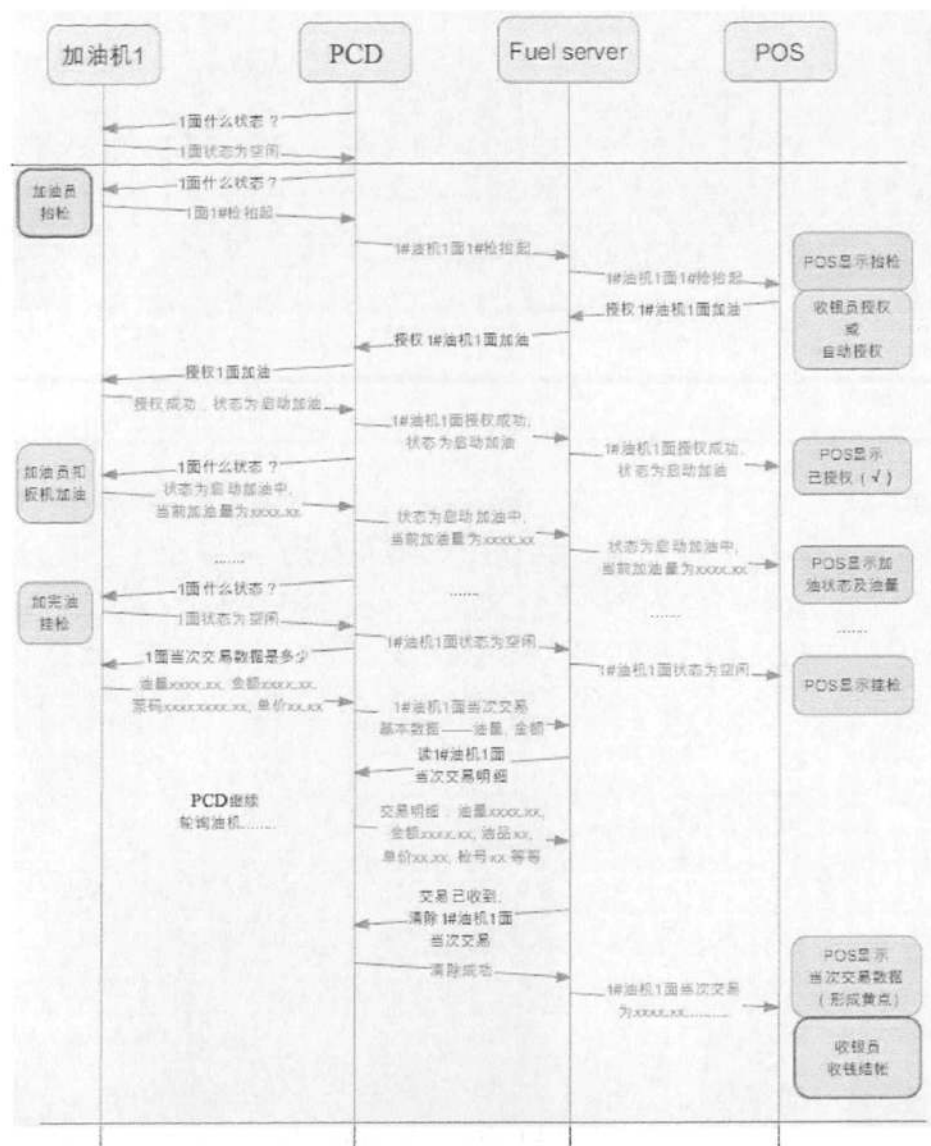 加油机1
PCD
Fuel server
POS
1面什么状态?
1面状态为空闲
加油员
抬枪
1面什么状态?
1面1#枪抬起
1#油机1面1#枪抬起
1#油机1面1#枪抬起
POS显示抬枪
授权1#油机1面加油
收银员授权
或
自动授权
授权1#油机1面加油
授权1面加油
授权成功,状态为启动加油
1#油机1面授权成功,
状态为启动加油
1#油机1面授权成功,
状态为启动加油
POS显示
已授权(√)
加油员扣
扳机加油
1面什么状态?
状态为启动加油中,
当前加油量为xxxx.xx
状态为启动加油中,
当前加油量为xxxx.xx
状态为启动加油中,
当前加油量为xxxx.xx
POS显示加
油状态及油量
.......
......
......
......
加完油
挂枪
1面什么状态?
1面状态为空闲
1#油机1面状态为空闲
1#油机1面状态为空闲
POS显示挂枪
1面当次交易数据是多少
油量xxxx.xx, 金额xxxx.xx,
泵码xxxxxxxx.xx, 单价xx.xx
1#油机1面当次交易
基本数据——油量, 金额
读1#油机1面
当次交易明细
PCD继续
轮询油机........
交易明细:油量xxxx.xx,
金额xxxx.xx, 油品xx,
单价xx.xx, 枪号xx 等等
交易已收到,
清除1#油机1面
当次交易
清除成功
1#油机1面当次交易
为xxxx.xx...........
POS显示
当次交易数据
(形成黄点)
收银员
收钱结帐